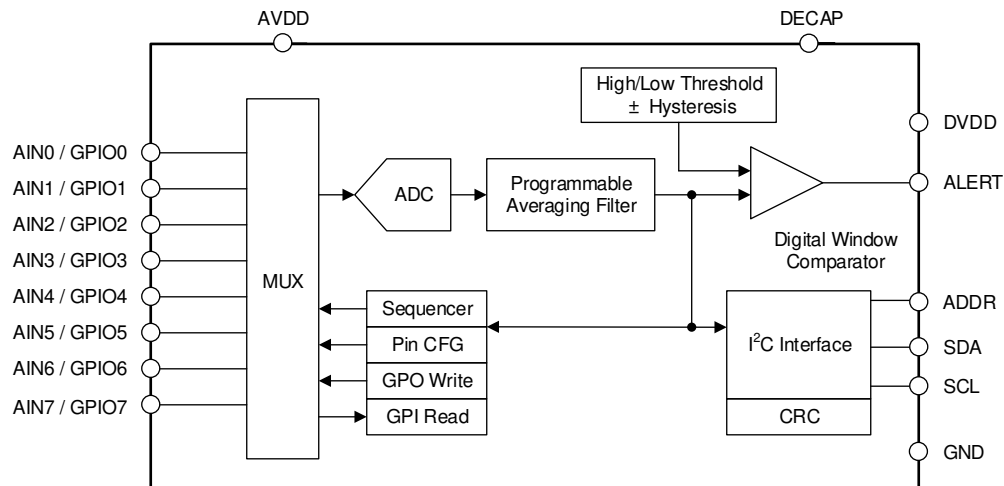 AVDD
DECAP
High/Low Threshold
± Hysteresis
DVDD
AIN0 / GPIO0
AIN1 / GPIO1
AIN2 / GPIO2
AIN3 / GPIO3
AIN4 / GPIO4
AIN5 / GPIO5
AIN6 / GPIO6
AIN7 / GPIO7
MUX
ADC
Programmable
Averaging Filter
ALERT
Digital Window
Comparator
Sequencer
Pin CFG
GPO Write
GPI Read
I²C Interface
CRC
ADDR
SDA
SCL
GND